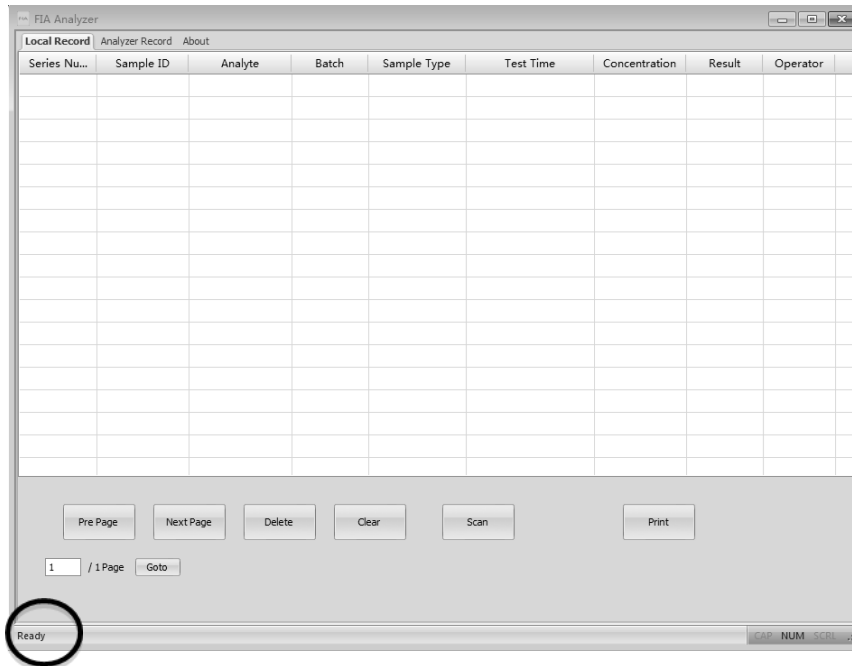 FIA Analyzer
Local Record Analyzer Record About
Series Nu... Sample ID Analyte Batch Sample Type Test Time Concentration Result Operator
Pre Page Next Page Delete Clear Scan Print
1 / 1 Page Goto
Ready CAP NUM SCRL